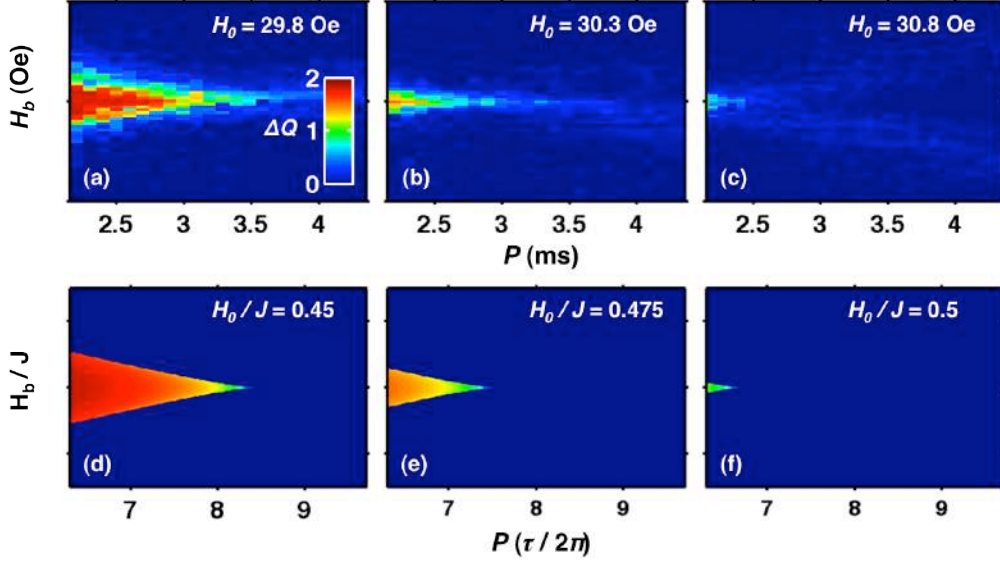 H_b (Oe)
H_0 = 29.8 Oe
H_0 = 30.3 Oe
H_0 = 30.8 Oe
2
ΔQ 1
0
(a)
(b)
(c)
2.5 3 3.5 4
2.5 3 3.5 4
2.5 3 3.5 4
P (ms)
H_b / J
H_0 / J = 0.45
H_0 / J = 0.475
H_0 / J = 0.5
(d)
(e)
(f)
7 8 9
7 8 9
7 8 9
P (τ / 2π)